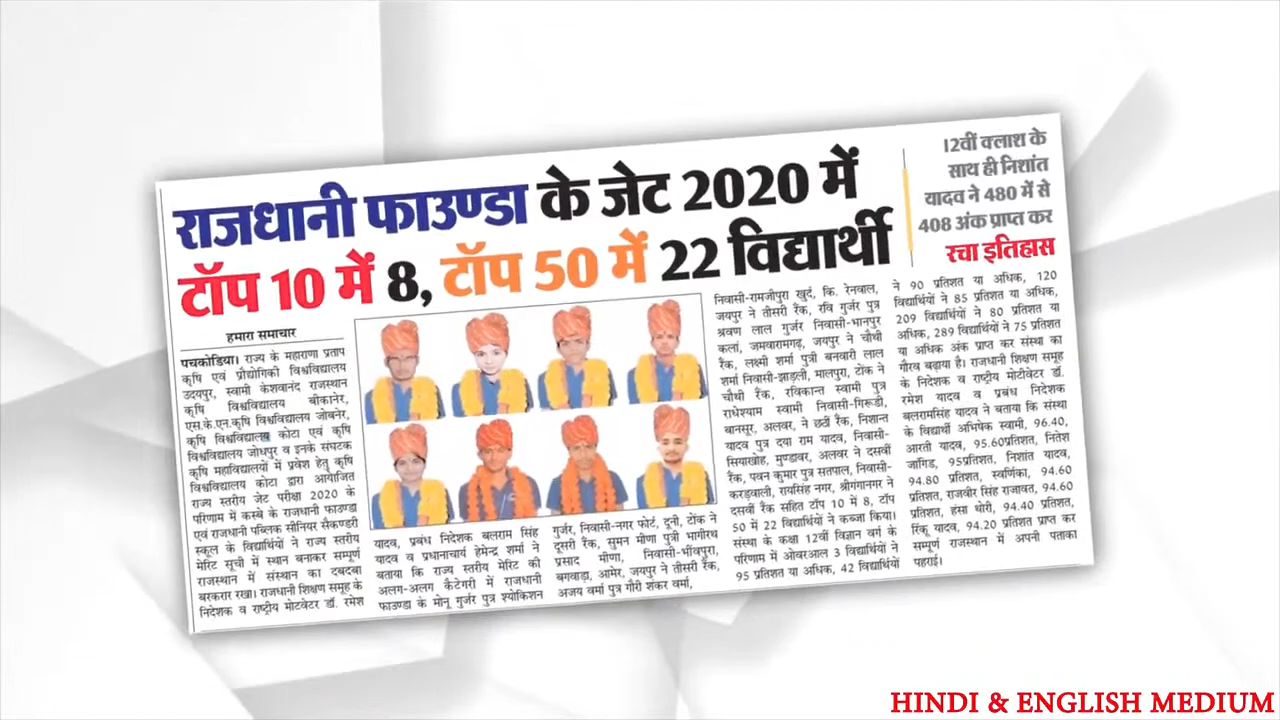 राजधानी फाउण्डा के जेट 2020 में
टॉप 10 में 8, टॉप 50 में 22 विद्यार्थी
12वीं क्लाश के
साथ ही निशांत
यादव ने 480 में से
408 अंक प्राप्त कर
रचा इतिहास
हमारा समाचार
पचकोडिया। राज्य के महाराणा प्रताप
कृषि एवं प्रौद्योगिकी विश्वविद्यालय
उदयपुर, स्वामी केशवानंद राजस्थान
कृषि विश्वविद्यालय बीकानेर,
एस.के.एन.कृषि विश्वविद्यालय जोबनेर,
कृषि विश्वविद्यालय कोटा एवं कृषि
विश्वविद्यालय जोधपुर व इनके संघटक
कृषि महाविद्यालयों में प्रवेश हेतु कृषि
विश्वविद्यालय कोटा द्वारा आयोजित
राज्य स्तरीय जेट परीक्षा 2020 के
परिणाम में कस्बे के राजधानी फाउण्डा
एवं राजधानी पब्लिक सीनियर सैकण्डरी
स्कूल के विद्यार्थियों ने राज्य स्तरीय
मेरिट सूची में स्थान बनाकर सम्पूर्ण
राजस्थान में संस्थान का दबदबा
बरकरार रखा। राजधानी शिक्षण समूह के
निदेशक व राष्ट्रीय मोटवेटर डॉ. रमेश
यादव, प्रबंध निदेशक बलराम सिंह
यादव व प्रधानाचार्य हेमेन्द्र शर्मा ने
बताया कि राज्य स्तरीय मेरिट की
अलग-अलग कैटेगरी में राजधानी
फाउण्डा के मोनू गुर्जर पुत्र श्योकिशन
गुर्जर, निवासी-नगर फोर्ट, दूनी, टोंक ने
दूसरी रैंक, सुमन मीणा पुत्री भागीरथ
प्रसाद मीणा, निवासी-भींवपुरा,
बगवाड़ा, आमेर, जयपुर ने तीसरी रैंक,
अजय वर्मा पुत्र गौरी शंकर वर्मा,
निवासी-रामजीपुरा खुर्द, कि. रेनवाल,
जयपुर ने तीसरी रैंक, रवि गुर्जर पुत्र
श्रवण लाल गुर्जर निवासी-भानपुर
कलां, जमवारामगढ़, जयपुर ने चौथी
रैंक, लक्ष्मी शर्मा पुत्री बनवारी लाल
शर्मा निवासी-झाड़ली, मालपुरा, टोंक ने
चौथी रैंक, रविकान्त स्वामी पुत्र
राधेश्याम स्वामी निवासी-गिरूडी,
बानसूर, अलवर, ने छठीं रैंक, निशान्त
यादव पुत्र दया राम यादव, निवासी-
सियाखोह, मुण्डावर, अलवर ने दसवीं
रैंक, पवन कुमार पुत्र सतपाल, निवासी-
करड़वाली, रायसिंह नगर, श्रीगंगानगर ने
दसवीं रैंक सहित टॉप 10 में 8, टॉप
50 में 22 विद्यार्थियों ने कब्जा किया।
संस्था के कक्षा 12वीं विज्ञान वर्ग के
परिणाम में ओवरआल 3 विद्यार्थियों ने
95 प्रतिशत या अधिक, 42 विद्यार्थियों
ने 90 प्रतिशत या अधिक, 120
विद्यार्थियों ने 85 प्रतिशत या अधिक,
209 विद्यार्थियों ने 80 प्रतिशत या
अधिक, 289 विद्यार्थियों ने 75 प्रतिशत
या अधिक अंक प्राप्त कर संस्था का
गौरव बढ़ाया है। राजधानी शिक्षण समूह
के निदेशक व राष्ट्रीय मोटीवेटर डॉ.
रमेश यादव व प्रबंध निदेशक
बलरामसिंह यादव ने बताया कि संस्था
के विद्यार्थी अभिषेक स्वामी, 96.40,
आरती यादव, 95.60प्रतिशत, नितेश
जांगिड, 95प्रतिशत, निशांत यादव,
94.80 प्रतिशत, स्वर्णिका, 94.60
प्रतिशत, राजवीर सिंह राजावत, 94.60
प्रतिशत, हंसा थोरी, 94.40 प्रतिशत,
रिंकू यादव, 94.20 प्रतिशत प्राप्त कर
सम्पूर्ण राजस्थान में अपनी पताका
फहराई।
HINDI & ENGLISH MEDIUM